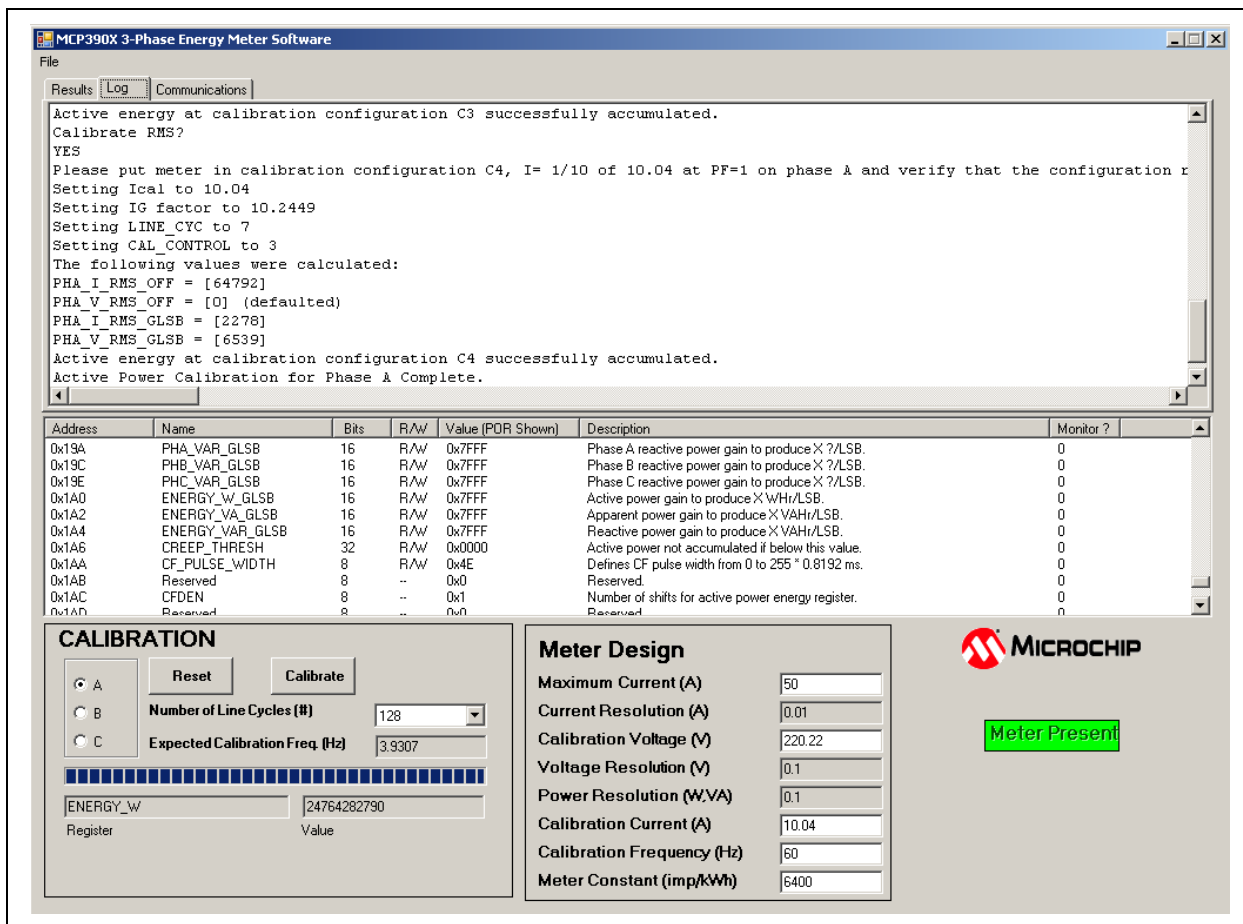 MCP390X 3-Phase Energy Meter Software
File
Results Log Communications
Active energy at calibration configuration C3 successfully accumulated.
Calibrate RMS?
YES
Please put meter in calibration configuration C4, I= 1/10 of 10.04 at PF=1 on phase A and verify that the configuration r
Setting Ical to 10.04
Setting IG factor to 10.2449
Setting LINE_CYC to 7
Setting CAL_CONTROL to 3
The following values were calculated:
PHA_I_RMS_OFF = [64792]
PHA_V_RMS_OFF = [0] (defaulted)
PHA_I_RMS_GLSB = [2278]
PHA_V_RMS_GLSB = [6539]
Active energy at calibration configuration C4 successfully accumulated.
Active Power Calibration for Phase A Complete.
Address Name Bits R/W Value (POR Shown) Description Monitor ?
0x19A PHA_VAR_GLSB 16 R/W 0x7FFF Phase A reactive power gain to produce X ?/LSB. 0
0x19C PHB_VAR_GLSB 16 R/W 0x7FFF Phase B reactive power gain to produce X ?/LSB. 0
0x19E PHC_VAR_GLSB 16 R/W 0x7FFF Phase C reactive power gain to produce X ?/LSB. 0
0x1A0 ENERGY_W_GLSB 16 R/W 0x7FFF Active power gain to produce X WHr/LSB. 0
0x1A2 ENERGY_VA_GLSB 16 R/W 0x7FFF Apparent power gain to produce X VAHr/LSB. 0
0x1A4 ENERGY_VAR_GLSB 16 R/W 0x7FFF Reactive power gain to produce X VAHr/LSB. 0
0x1A6 CREEP_THRESH 32 R/W 0x0000 Active power not accumulated if below this value. 0
0x1AA CF_PULSE_WIDTH 8 R/W 0x4E Defines CF pulse width from 0 to 255 * 0.8192 ms. 0
0x1AB Reserved 8 -- 0x0 Reserved. 0
0x1AC CFDEN 8 -- 0x1 Number of shifts for active power energy register. 0
0x1AD Reserved 8 -- 0x0 Reserved 0
CALIBRATION
A
B
C
Reset Calibrate
Number of Line Cycles (#) 128
Expected Calibration Freq. (Hz) 3.9307
ENERGY_W 24764282790
Register Value
Meter Design
Maximum Current (A) 50
Current Resolution (A) 0.01
Calibration Voltage (V) 220.22
Voltage Resolution (V) 0.1
Power Resolution (W,VA) 0.1
Calibration Current (A) 10.04
Calibration Frequency (Hz) 60
Meter Constant (imp/kWh) 6400
MICROCHIP
Meter Present